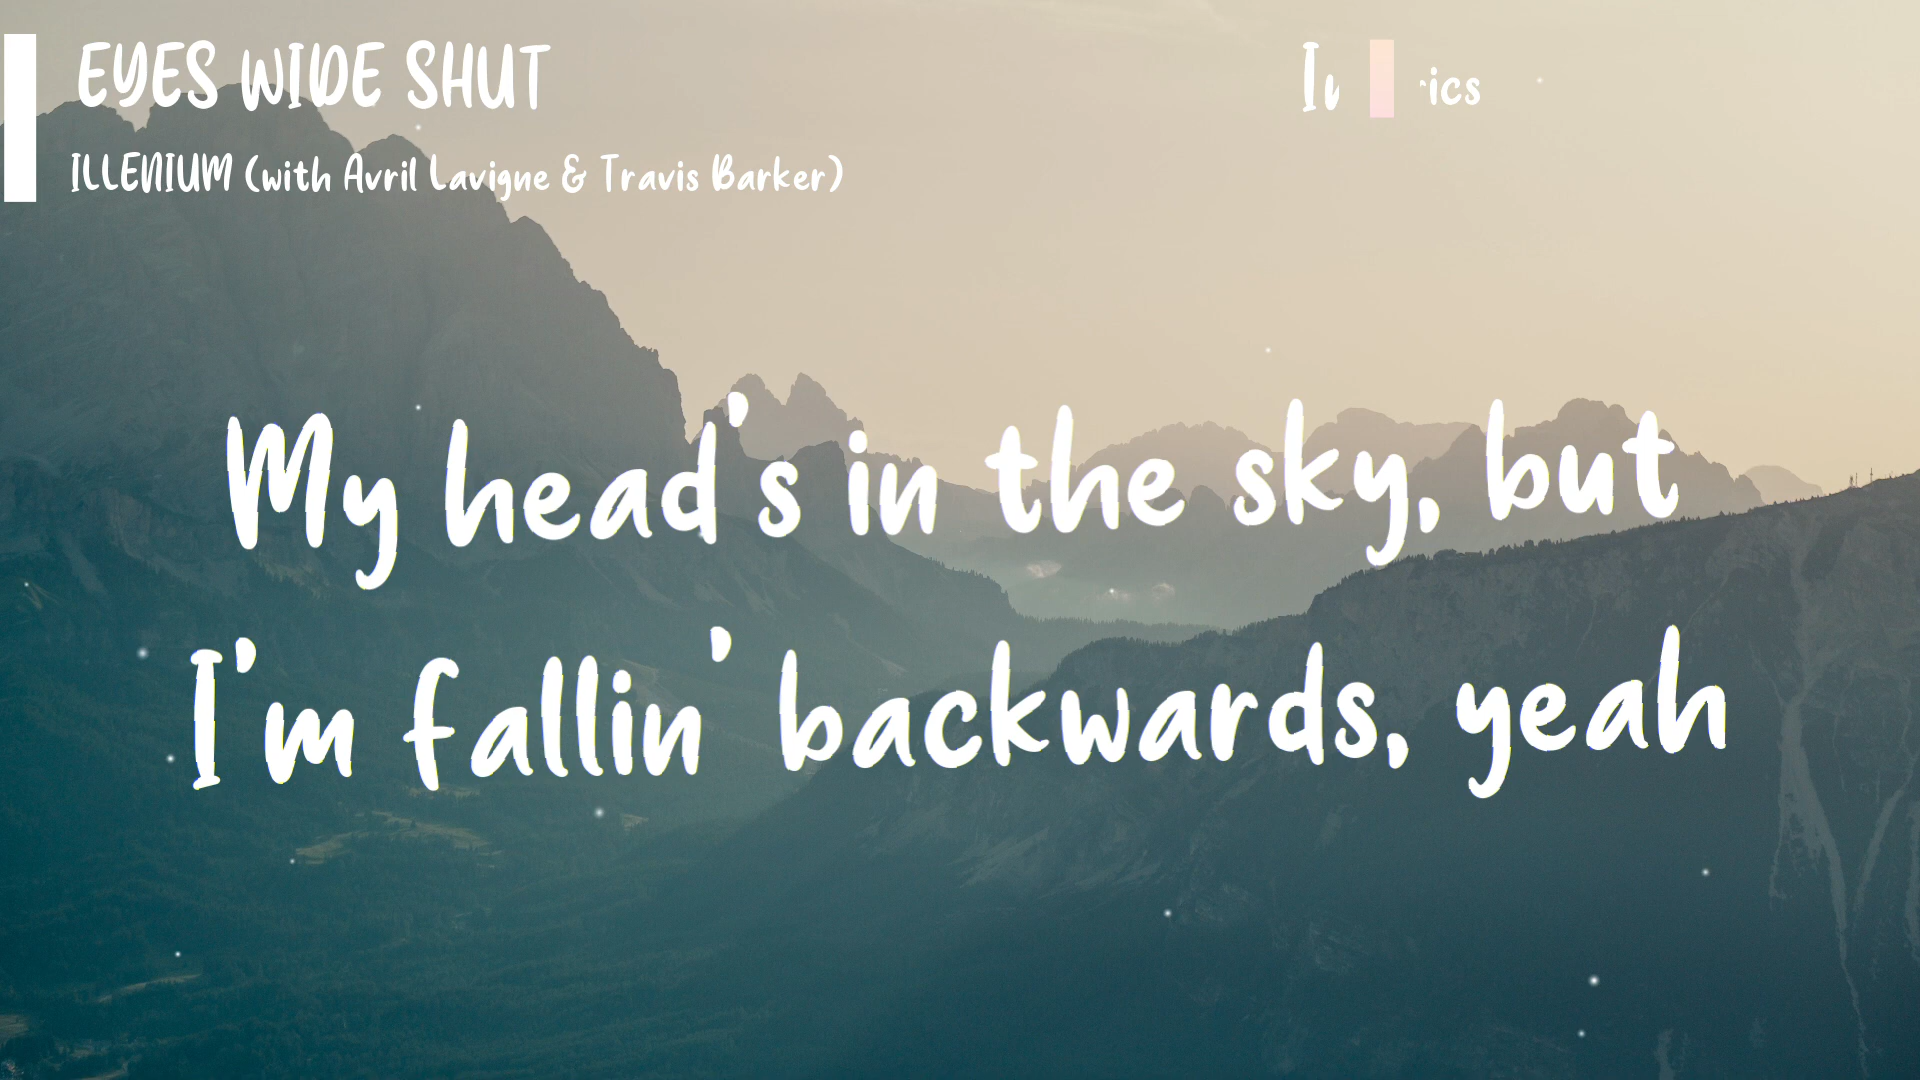 EYES WIDE SHUT
ILLENIUM (with Avril Lavigne & Travis Barker)
My head's in the sky, but
I'm fallin' backwards, yeah